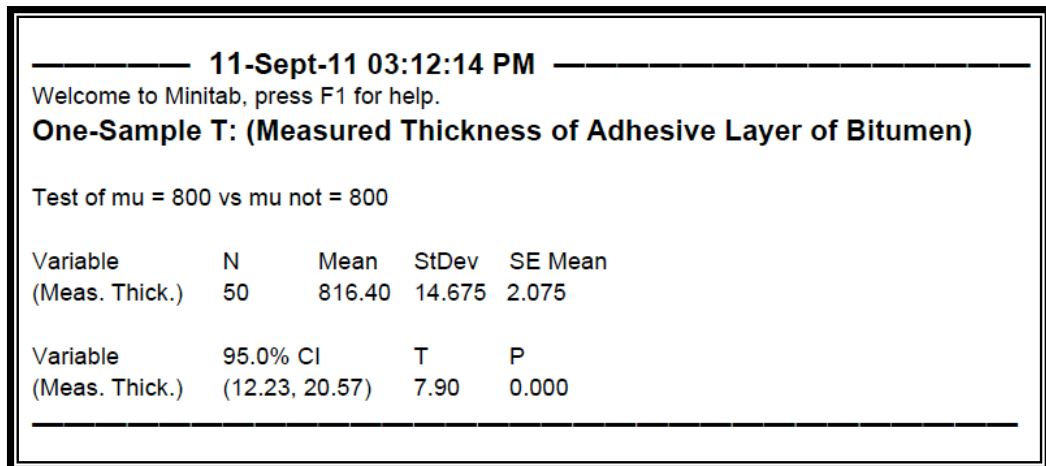 11-Sept-11 03:12:14 PM
Welcome to Minitab, press F1 for help.
One-Sample T: (Measured Thickness of Adhesive Layer of Bitumen)
Test of mu = 800 vs mu not = 800
Variable N Mean StDev SE Mean
(Meas. Thick.) 50 816.40 14.675 2.075
Variable 95.0% CI T P
(Meas. Thick.) (12.23, 20.57) 7.90 0.000